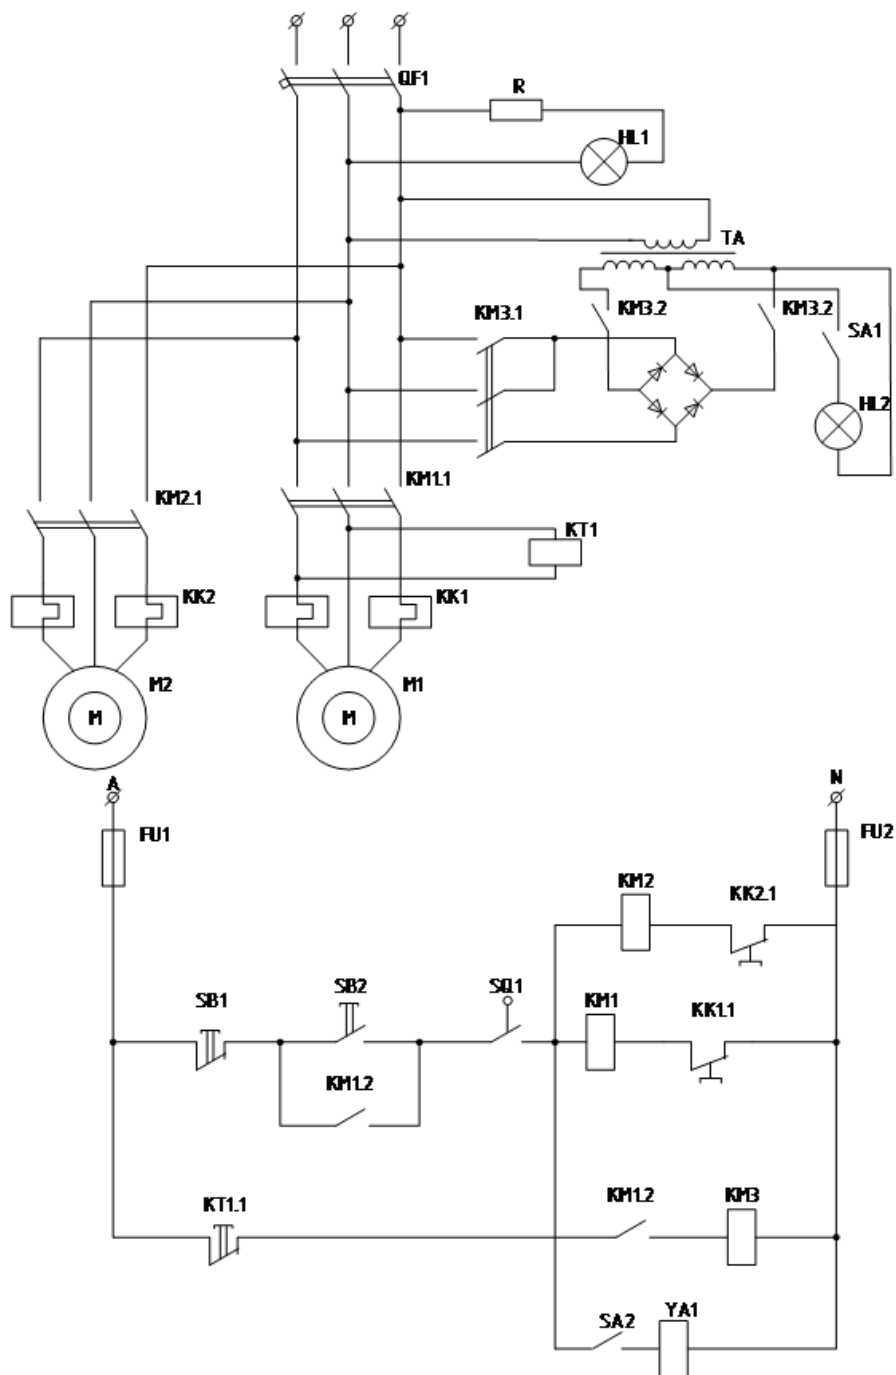 QF1
R
HL1
TA
KM3.1
KM3.2
KM3.2
SA1
HL2
KM2.1
KM1.1
KT1
KK2
KK1
M2
M1
M
M
A
N
FU1
FU2
KM2
KK2.1
SB1
SB2
SQ1
KM1
KK1.1
KM1.2
KT1.1
KM1.2
KM3
SA2
YA1